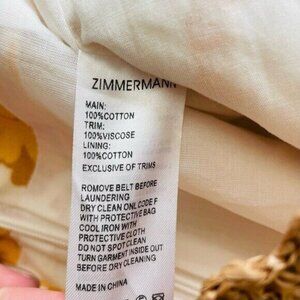 ZIMMERMANN
MAIN:
100%COTTON
TRIM:
100%VISCOSE
LINING:
100%COTTON
EXCLUSIVE OF TRIMS
ROMOVE BELT BEFORE
LAUNDERING
DRY CLEAN ONL CODE F
WITH PROTECTIVE BAG
COOL IRON WITH
PROTECTIVE CLOTH
DO NOT SPOT CLEAN
TURN GARMENT INSIDE OUT
BEFORE DRY CLEANING
MADE IN CHINA